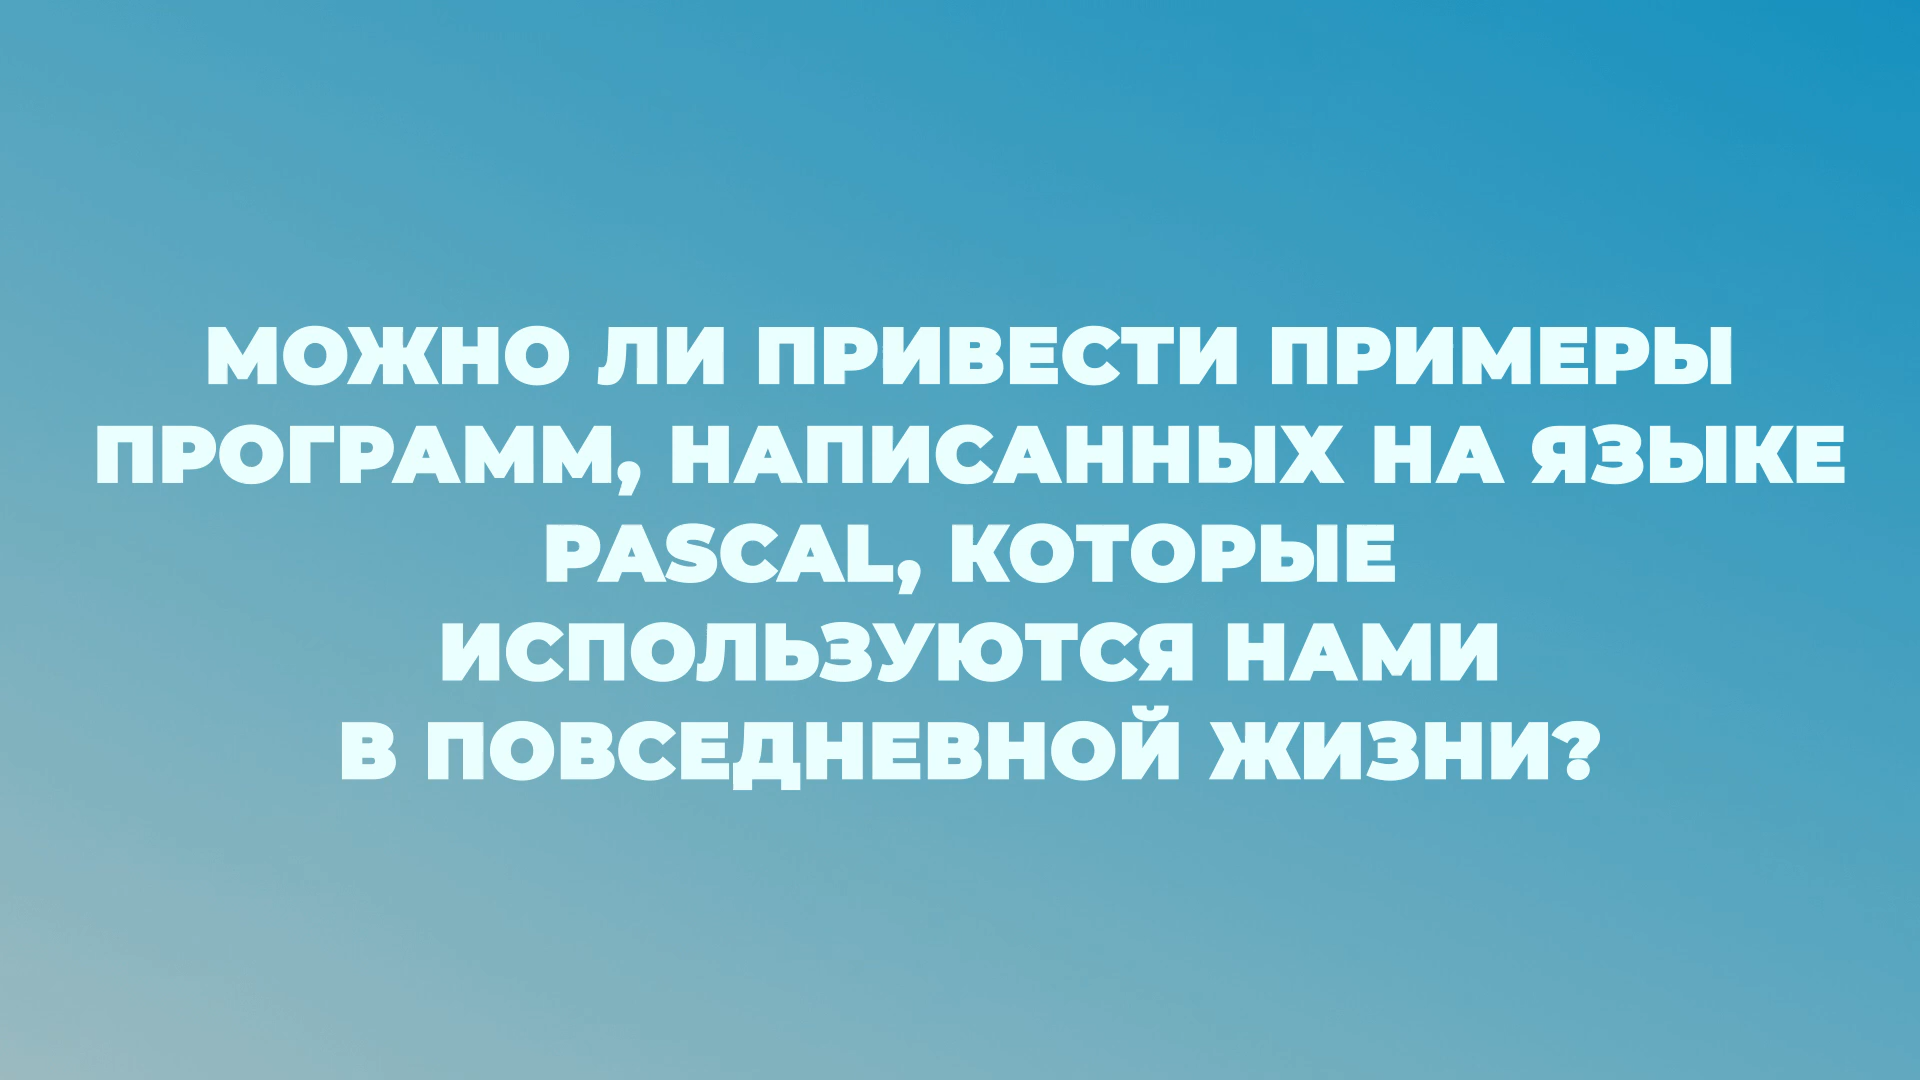 МОЖНО ЛИ ПРИВЕСТИ ПРИМЕРЫ
ПРОГРАММ, НАПИСАННЫХ НА ЯЗЫКЕ
PASCAL, КОТОРЫЕ
ИСПОЛЬЗУЮТСЯ НАМИ
В ПОВСЕДНЕВНОЙ ЖИЗНИ?